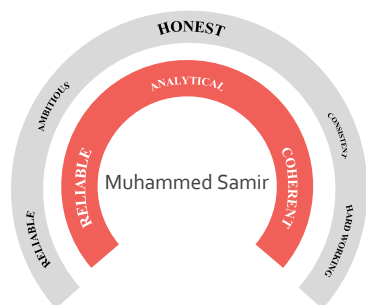 HONEST
AMBITIOUS
CONSISTENT
RELIABLE
HARD WORKING
ANALYTICAL
RELIABLE
COHERENT
Muhammed Samir